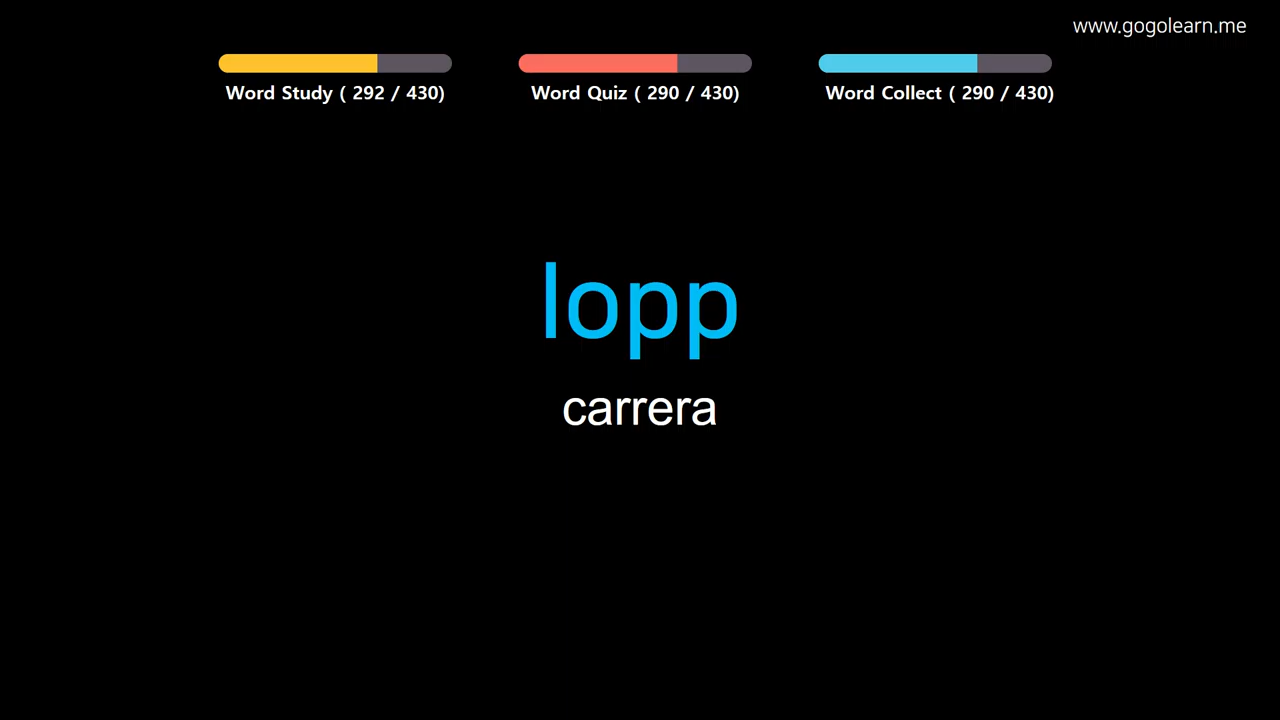 www.gogolearn.me
Word Study ( 292 / 430)
Word Quiz ( 290 / 430)
Word Collect ( 290 / 430)
lopp
carrera